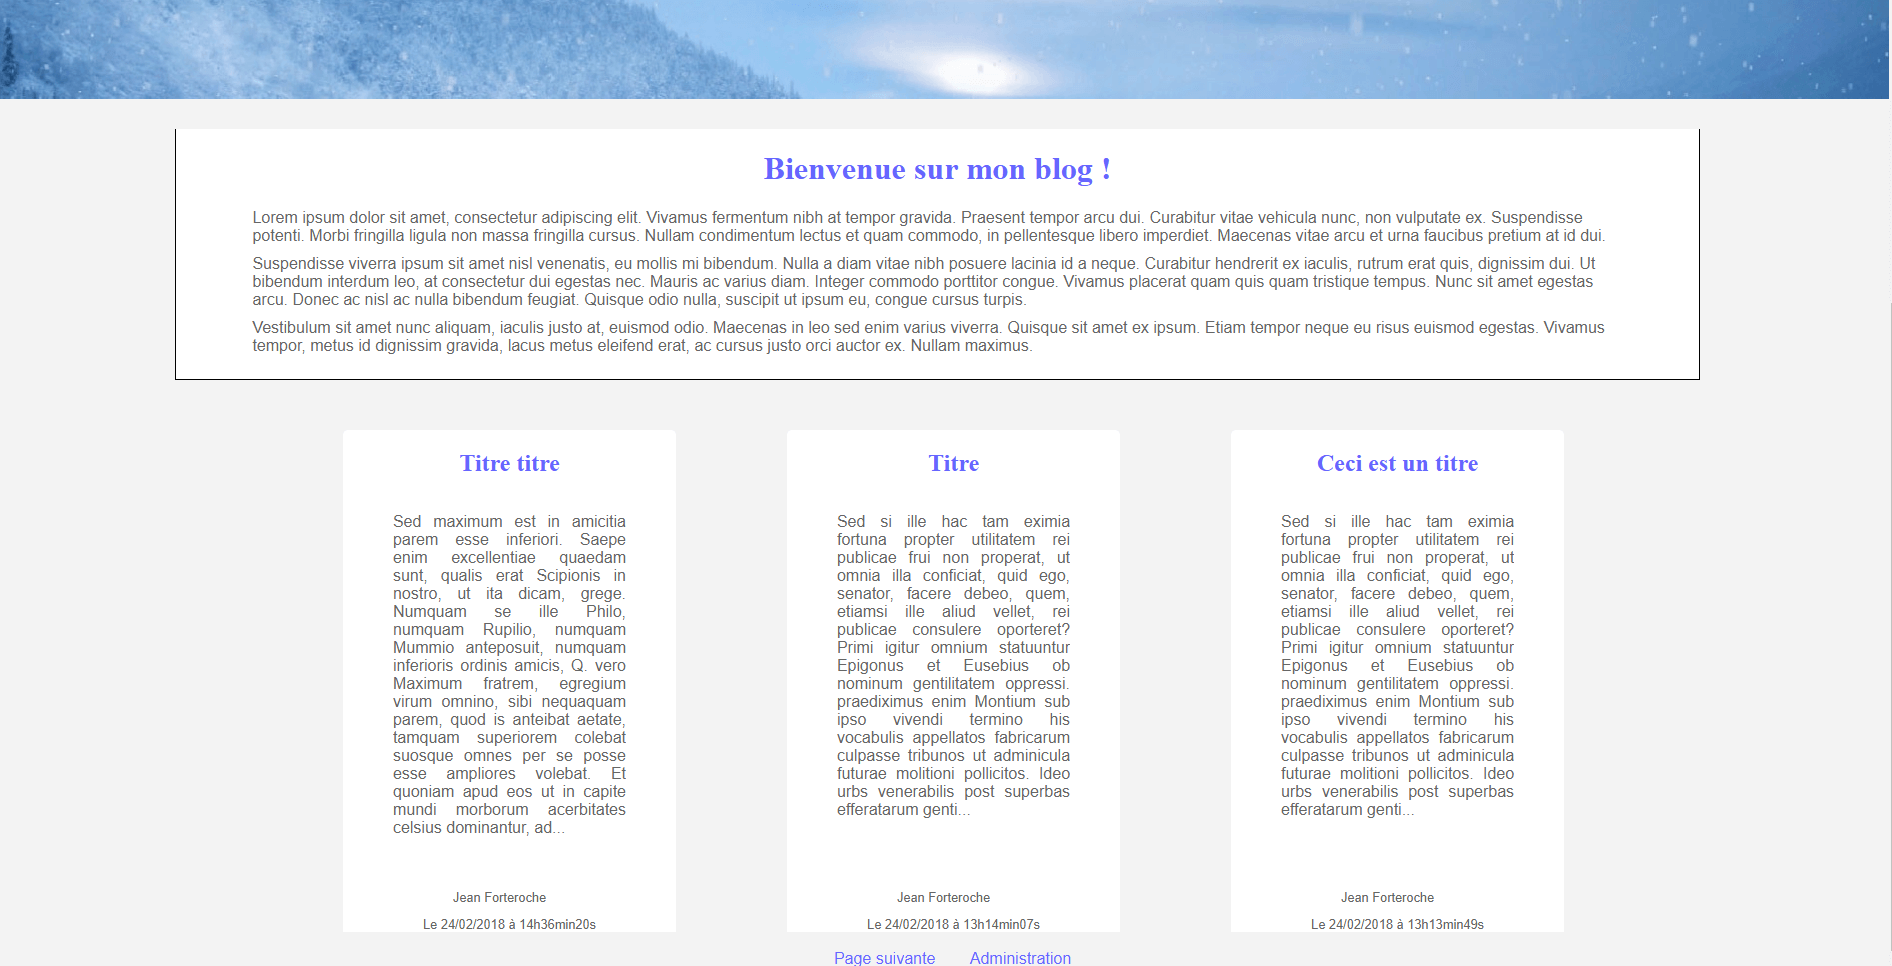 Bienvenue sur mon blog !
Lorem ipsum dolor sit amet, consectetur adipiscing elit. Vivamus fermentum nibh at tempor gravida. Praesent tempor arcu dui. Curabitur vitae vehicula nunc, non vulputate ex. Suspendisse
potenti. Morbi fringilla ligula non massa fringilla cursus. Nullam condimentum lectus et quam commodo, in pellentesque libero imperdiet. Maecenas vitae arcu et urna faucibus pretium at id dui.
Suspendisse viverra ipsum sit amet nisl venenatis, eu mollis mi bibendum. Nulla a diam vitae nibh posuere lacinia id a neque. Curabitur hendrerit ex iaculis, rutrum erat quis, dignissim dui. Ut
bibendum interdum leo, at consectetur dui egestas nec. Mauris ac varius diam. Integer commodo porttitor congue. Vivamus placerat quam quis quam tristique tempus. Nunc sit amet egestas
arcu. Donec ac nisl ac nulla bibendum feugiat. Quisque odio nulla, suscipit ut ipsum eu, congue cursus turpis.
Vestibulum sit amet nunc aliquam, iaculis justo at, euismod odio. Maecenas in leo sed enim varius viverra. Quisque sit amet ex ipsum. Etiam tempor neque eu risus euismod egestas. Vivamus
tempor, metus id dignissim gravida, lacus metus eleifend erat, ac cursus justo orci auctor ex. Nullam maximus.
Titre titre
Sed maximum est in amicitia
parem esse inferiori. Saepe
enim excellentiae quaedam
sunt, qualis erat Scipionis in
nostro, ut ita dicam, grege.
Numquam se ille Philo,
numquam Rupilio, numquam
Mummio anteposuit, numquam
inferioris ordinis amicis, Q. vero
Maximum fratrem, egregium
virum omnino, sibi nequaquam
parem, quod is anteibat aetate,
tamquam superiorem colebat
suosque omnes per se posse
esse ampliores volebat. Et
quoniam apud eos ut in capite
mundi morborum acerbitates
celsius dominantur, ad...
Jean Forteroche
Le 24/02/2018 à 14h36min20s
Titre
Sed si ille hac tam eximia
fortuna propter utilitatem rei
publicae frui non properat, ut
omnia illa conficiat, quid ego,
senator, facere debeo, quem,
etiamsi ille aliud vellet, rei
publicae consulere oporteret?
Primi igitur omnium statuuntur
Epigonus et Eusebius ob
nominum gentilitatem oppressi.
praediximus enim Montium sub
ipso vivendi termino his
vocabulis appellatos fabricarum
culpasse tribunos ut adminicula
futurae molitioni pollicitos. Ideo
urbs venerabilis post superbas
efferatarum genti...
Jean Forteroche
Le 24/02/2018 à 13h14min07s
Ceci est un titre
Sed si ille hac tam eximia
fortuna propter utilitatem rei
publicae frui non properat, ut
omnia illa conficiat, quid ego,
senator, facere debeo, quem,
etiamsi ille aliud vellet, rei
publicae consulere oporteret?
Primi igitur omnium statuuntur
Epigonus et Eusebius ob
nominum gentilitatem oppressi.
praediximus enim Montium sub
ipso vivendi termino his
vocabulis appellatos fabricarum
culpasse tribunos ut adminicula
futurae molitioni pollicitos. Ideo
urbs venerabilis post superbas
efferatarum genti...
Jean Forteroche
Le 24/02/2018 à 13h13min49s
Page suivante Administration